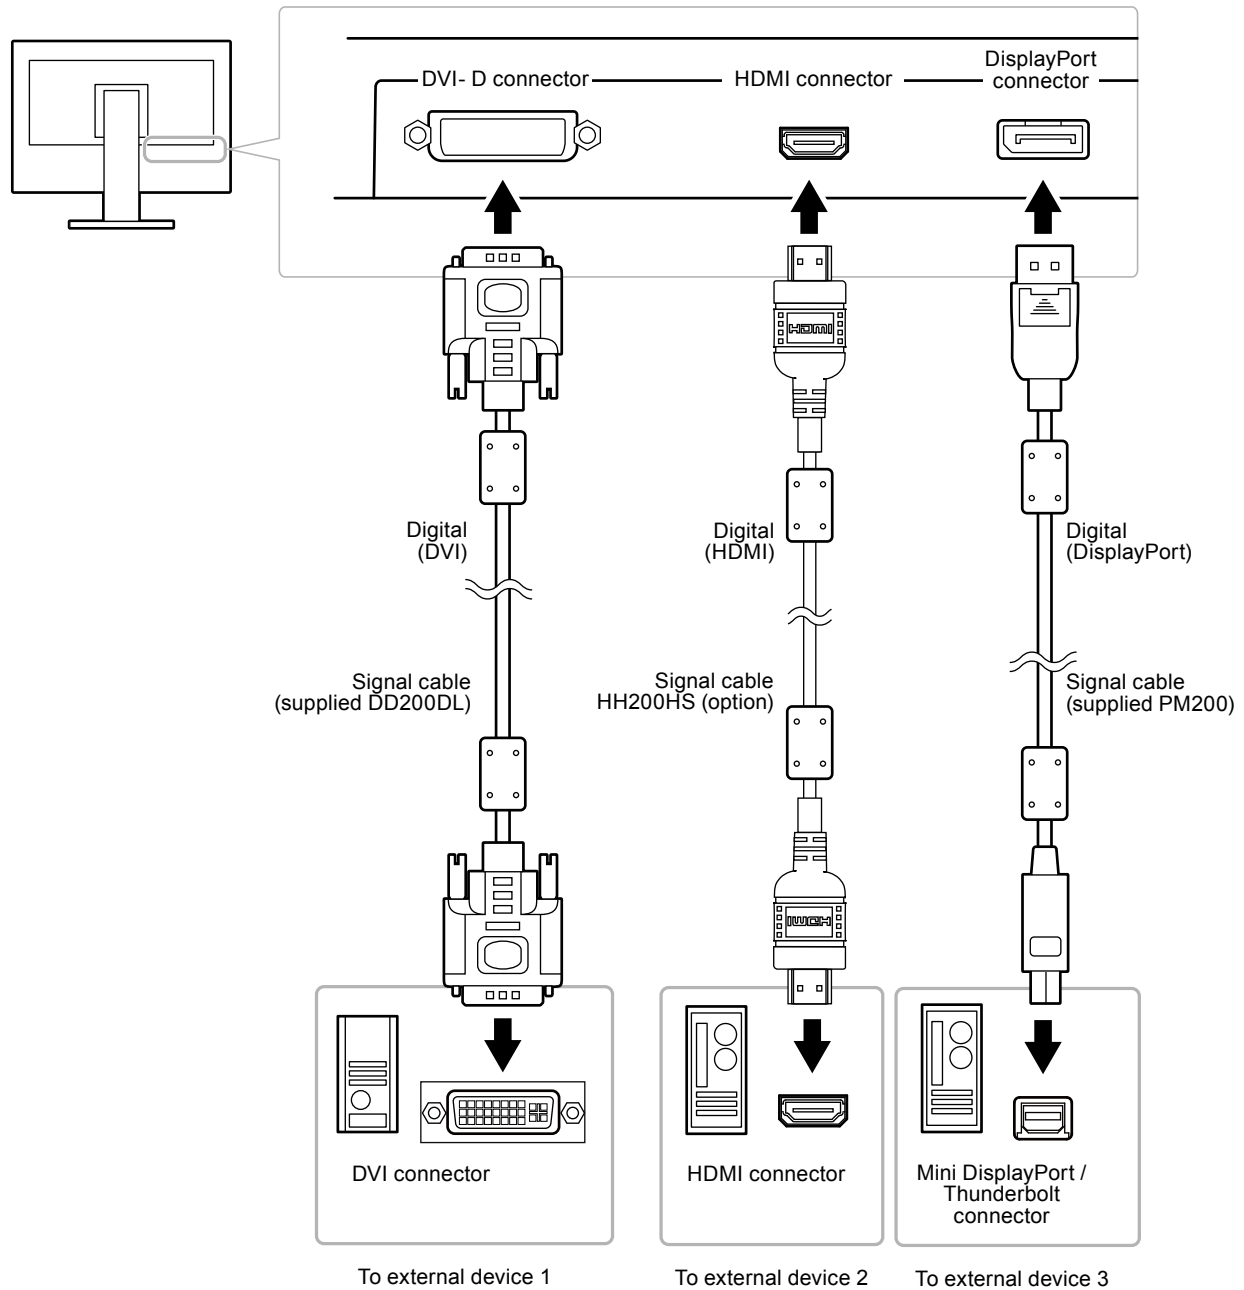 DVI- D connector
HDMI connector
DisplayPort
connector
HDMI
Digital
(DVI)
Digital
(HDMI)
Digital
(DisplayPort)
Signal cable
(supplied DD200DL)
Signal cable
HH200HS (option)
Signal cable
(supplied PM200)
HDMI
DVI connector
HDMI connector
Mini DisplayPort /
Thunderbolt
connector
To external device 1
To external device 2
To external device 3